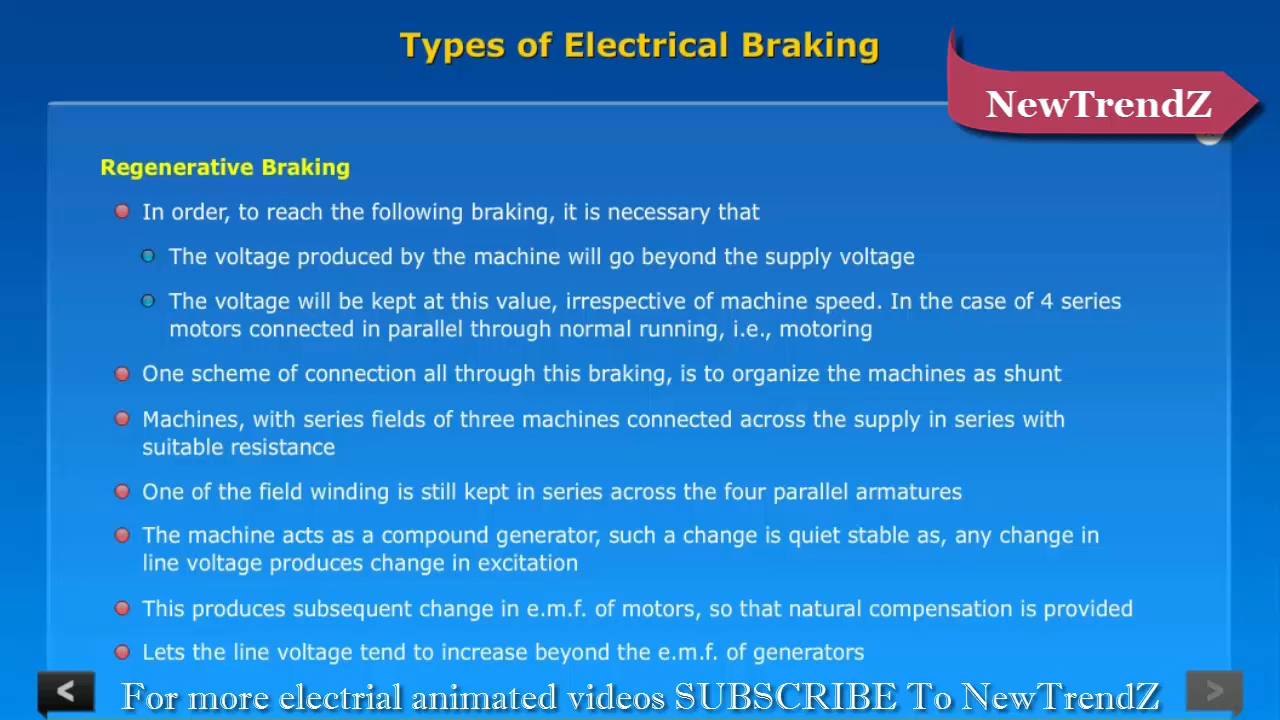 Types of Electrical Braking
NewTrendZ
Regenerative Braking
In order, to reach the following braking, it is necessary that
The voltage produced by the machine will go beyond the supply voltage
The voltage will be kept at this value, irrespective of machine speed. In the case of 4 series
motors connected in parallel through normal running, i.e., motoring
One scheme of connection all through this braking, is to organize the machines as shunt
Machines, with series fields of three machines connected across the supply in series with
suitable resistance
One of the field winding is still kept in series across the four parallel armatures
The machine acts as a compound generator, such a change is quiet stable as, any change in
line voltage produces change in excitation
This produces subsequent change in e.m.f. of motors, so that natural compensation is provided
Lets the line voltage tend to increase beyond the e.m.f. of generators
For more electrial animated videos SUBSCRIBE To NewTrendZ